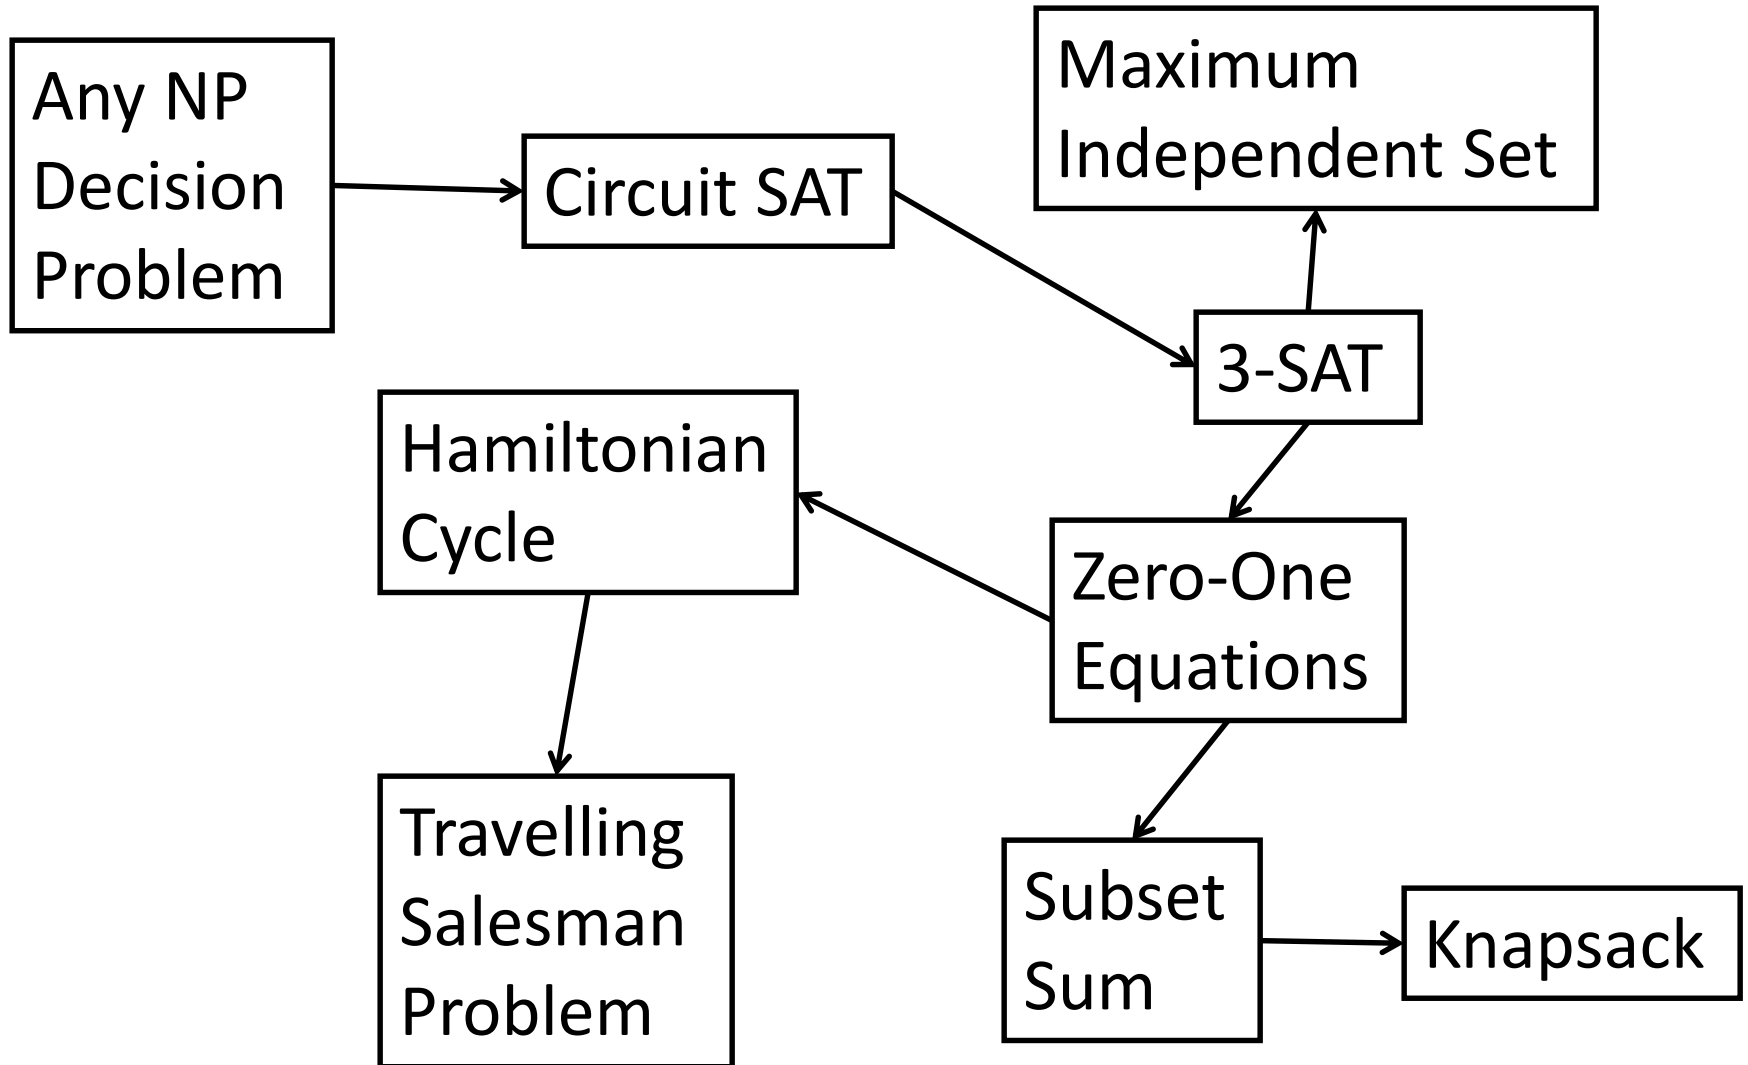 Any NP
Decision
Problem
Circuit SAT
Maximum
Independent Set
3-SAT
Hamiltonian
Cycle
Zero-One
Equations
Travelling
Salesman
Problem
Subset
Sum
Knapsack